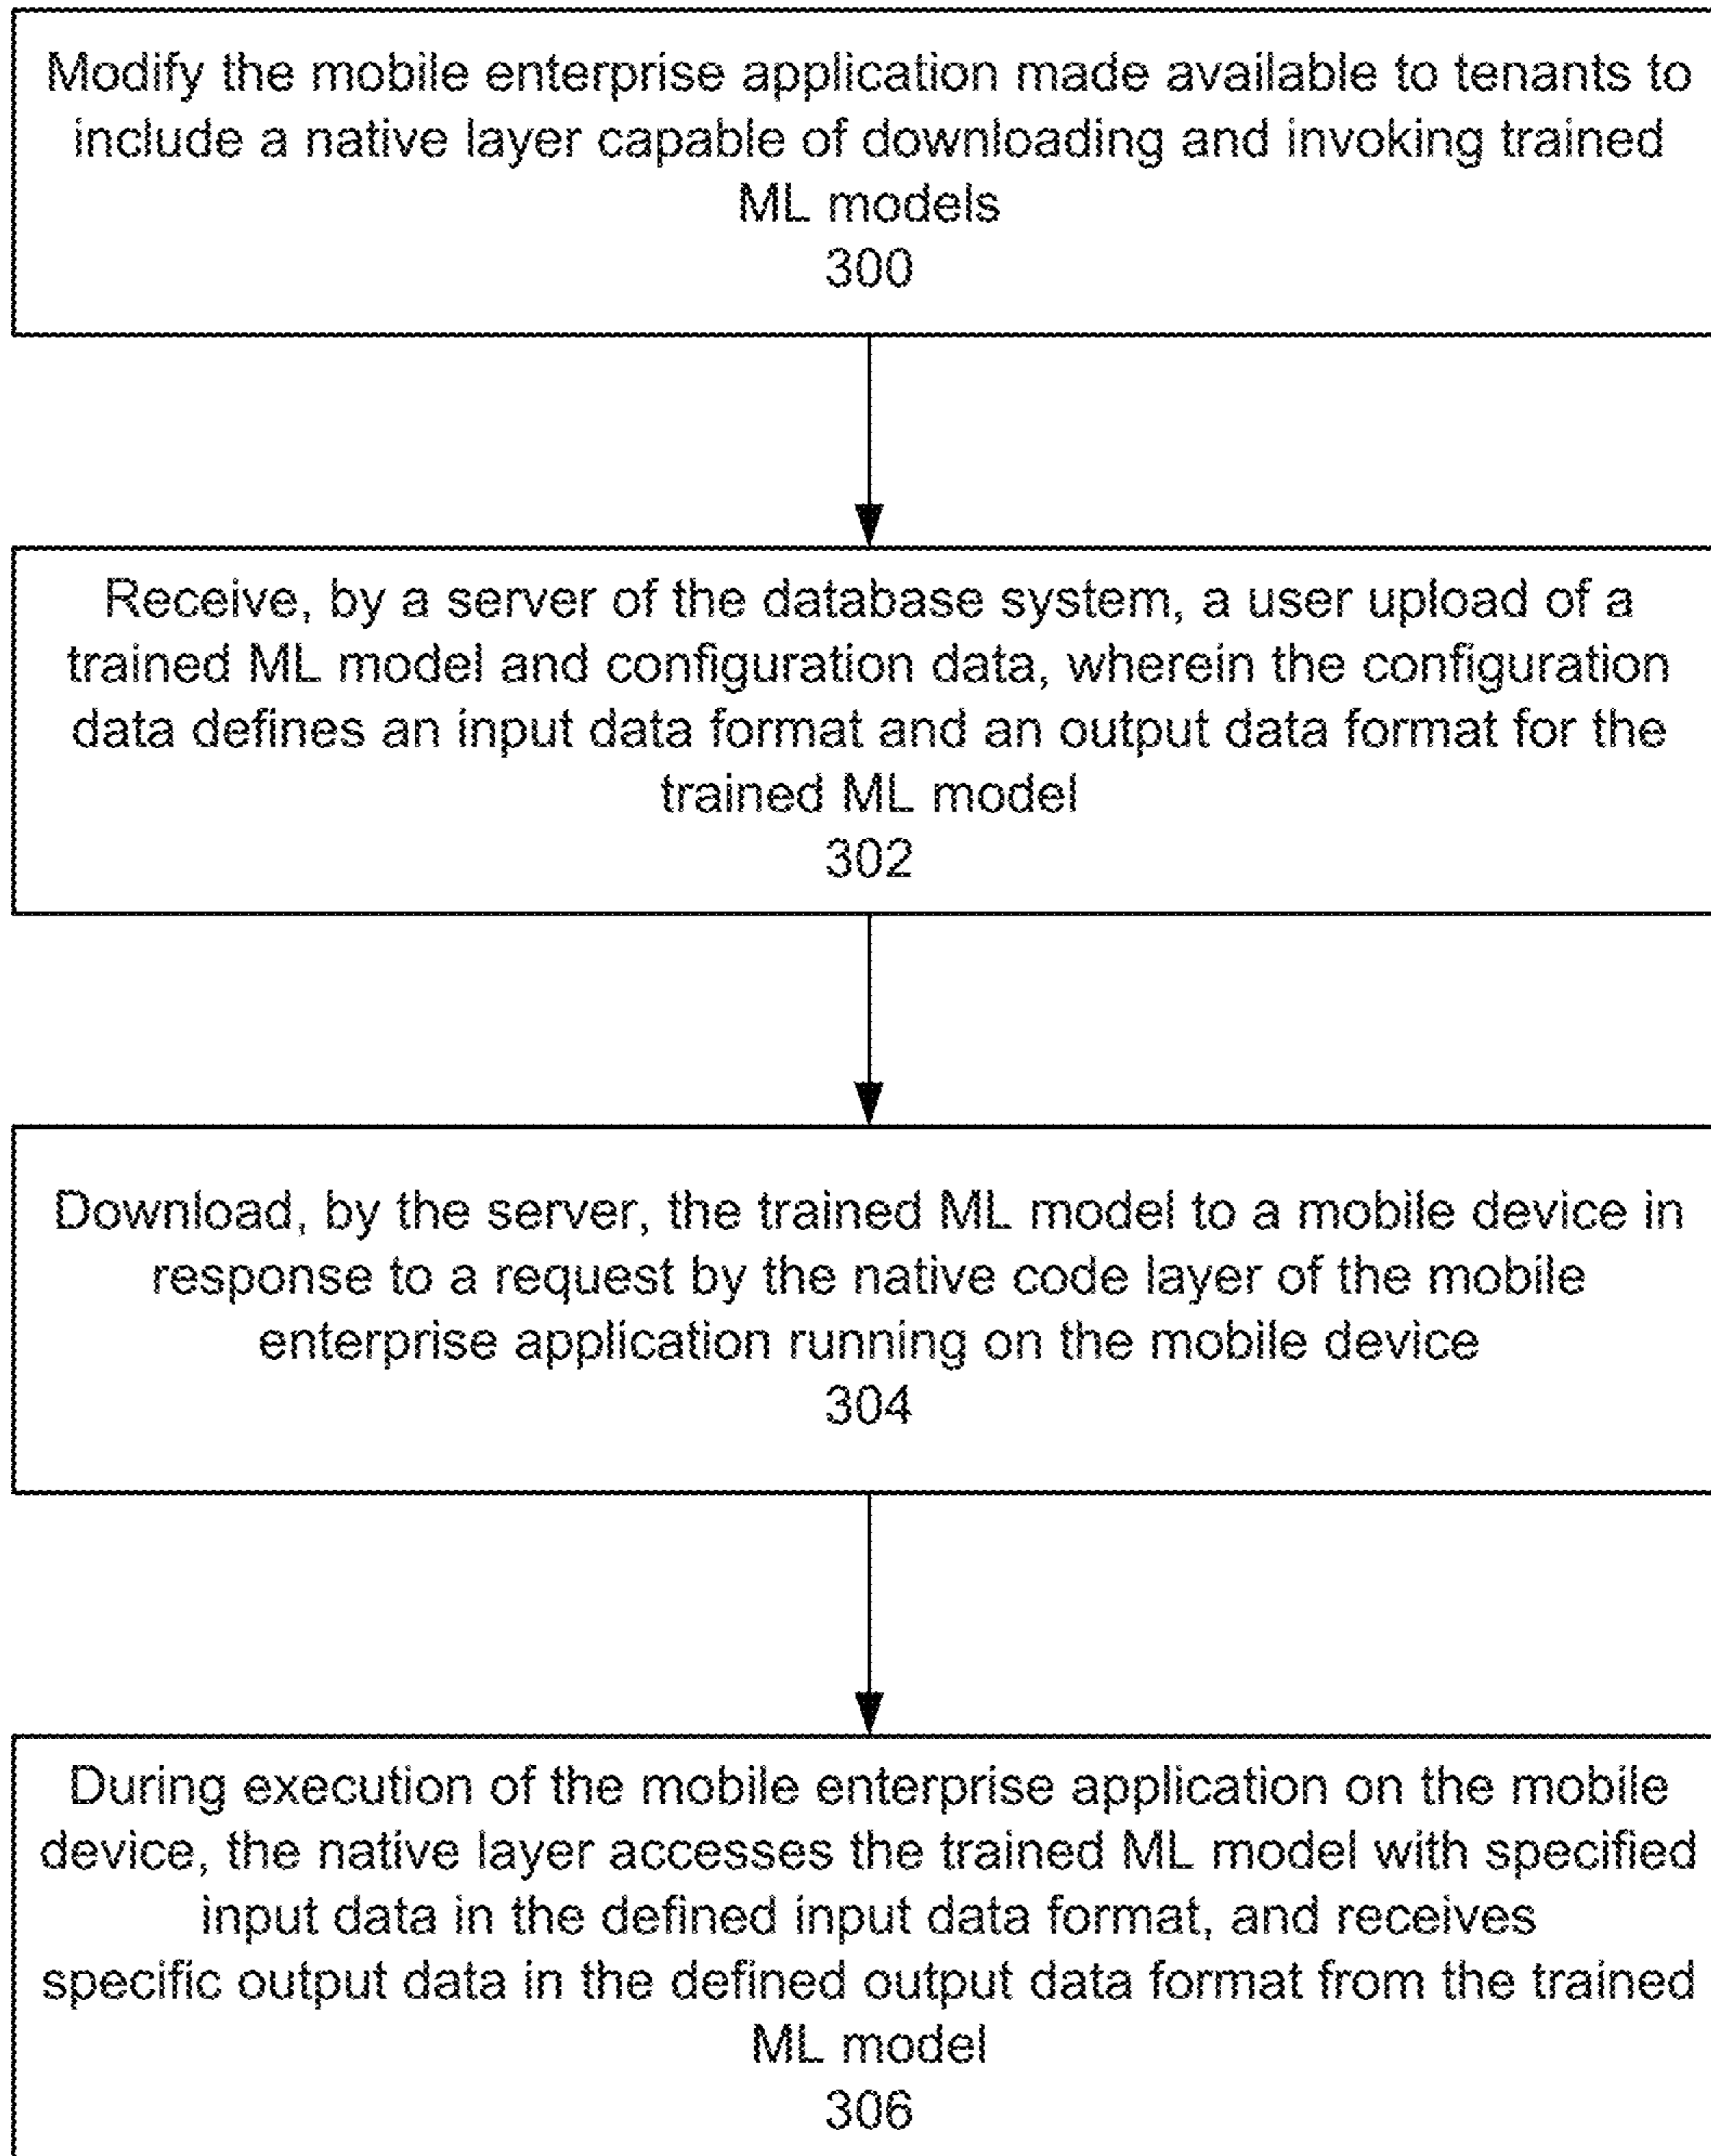 Modify the mobile enterprise application made available to tenants to
include a native layer capable of downloading and invoking trained
ML models
300
Receive, by a server of the database system, a user upload of a
trained ML model and configuration data, wherein the configuration
data defines an input data format and an output data format for the
trained ML model
302
Download, by the server, the trained ML model to a mobile device in
response to a request by the native code layer of the mobile
enterprise application running on the mobile device
304
During execution of the mobile enterprise application on the mobile
device, the native layer accesses the trained ML model with specified
input data in the defined input data format, and receives
specific output data in the defined output data format from the trained
ML model
306